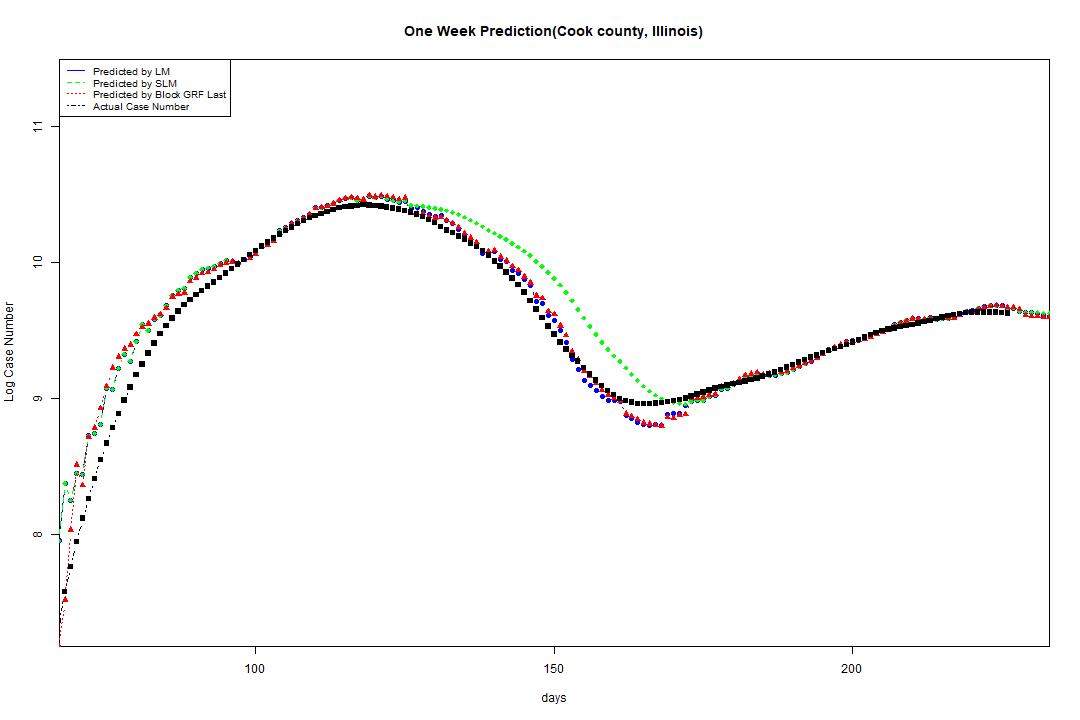 One Week Prediction(Cook county, Illinois)
Predicted by LM
Predicted by SLM
Predicted by Block GRF Last
Actual Case Number
11
10
9
8
Log Case Number
100
150
200
days